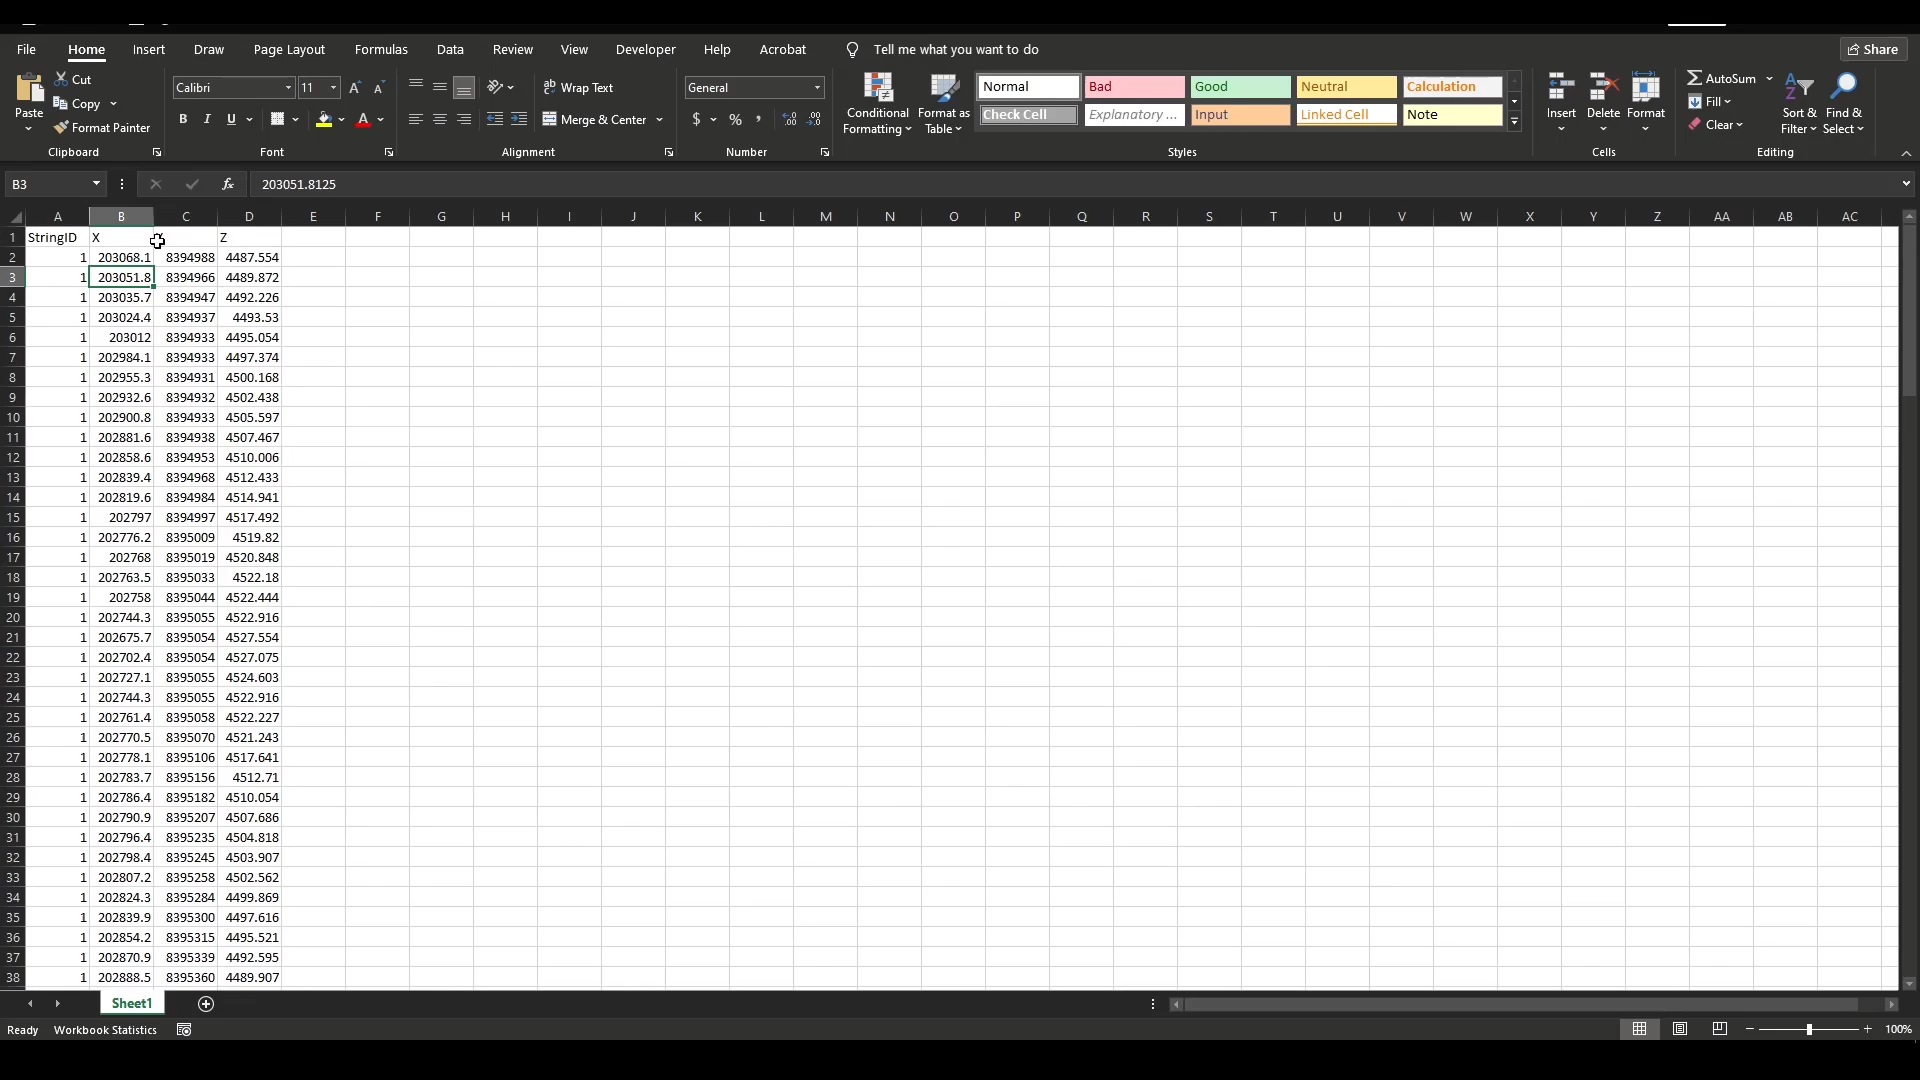 File Home Insert Draw Page Layout Formulas Data Review View Developer Help Acrobat Tell me what you want to do Share
Paste Cut Copy Format Painter
Calibri 11 A A B I U A
Wrap Text Merge & Center
General $ % , .00 .00
Conditional Formatting Format as Table
Normal Bad Good Neutral Calculation
Check Cell Explanatory ... Input Linked Cell Note
Insert Delete Format
AutoSum Fill Clear Sort & Filter Find & Select
Clipboard Font Alignment Number Styles Cells Editing
B3 fx 203051.8125
A B C D E F G H I J K L M N O P Q R S T U V W X Y Z AA AB AC
1 StringID X Z
2 1 203068.1 8394988 4487.554
3 1 203051.8 8394966 4489.872
4 1 203035.7 8394947 4492.226
5 1 203024.4 8394937 4493.53
6 1 203012 8394933 4495.054
7 1 202984.1 8394933 4497.374
8 1 202955.3 8394931 4500.168
9 1 202932.6 8394932 4502.438
10 1 202900.8 8394933 4505.597
11 1 202881.6 8394938 4507.467
12 1 202858.6 8394953 4510.006
13 1 202839.4 8394968 4512.433
14 1 202819.6 8394984 4514.941
15 1 202797 8394997 4517.492
16 1 202776.2 8395009 4519.82
17 1 202768 8395019 4520.848
18 1 202763.5 8395033 4522.18
19 1 202758 8395044 4522.444
20 1 202744.3 8395055 4522.916
21 1 202675.7 8395054 4527.554
22 1 202702.4 8395054 4527.075
23 1 202727.1 8395055 4524.603
24 1 202744.3 8395055 4522.916
25 1 202761.4 8395058 4522.227
26 1 202770.5 8395070 4521.243
27 1 202778.1 8395106 4517.641
28 1 202783.7 8395156 4512.71
29 1 202786.4 8395182 4510.054
30 1 202790.9 8395207 4507.686
31 1 202796.4 8395235 4504.818
32 1 202798.4 8395245 4503.907
33 1 202807.2 8395258 4502.562
34 1 202824.3 8395284 4499.869
35 1 202839.9 8395300 4497.616
36 1 202854.2 8395315 4495.521
37 1 202870.9 8395339 4492.595
38 1 202888.5 8395360 4489.907
Sheet1
Ready Workbook Statistics 100%